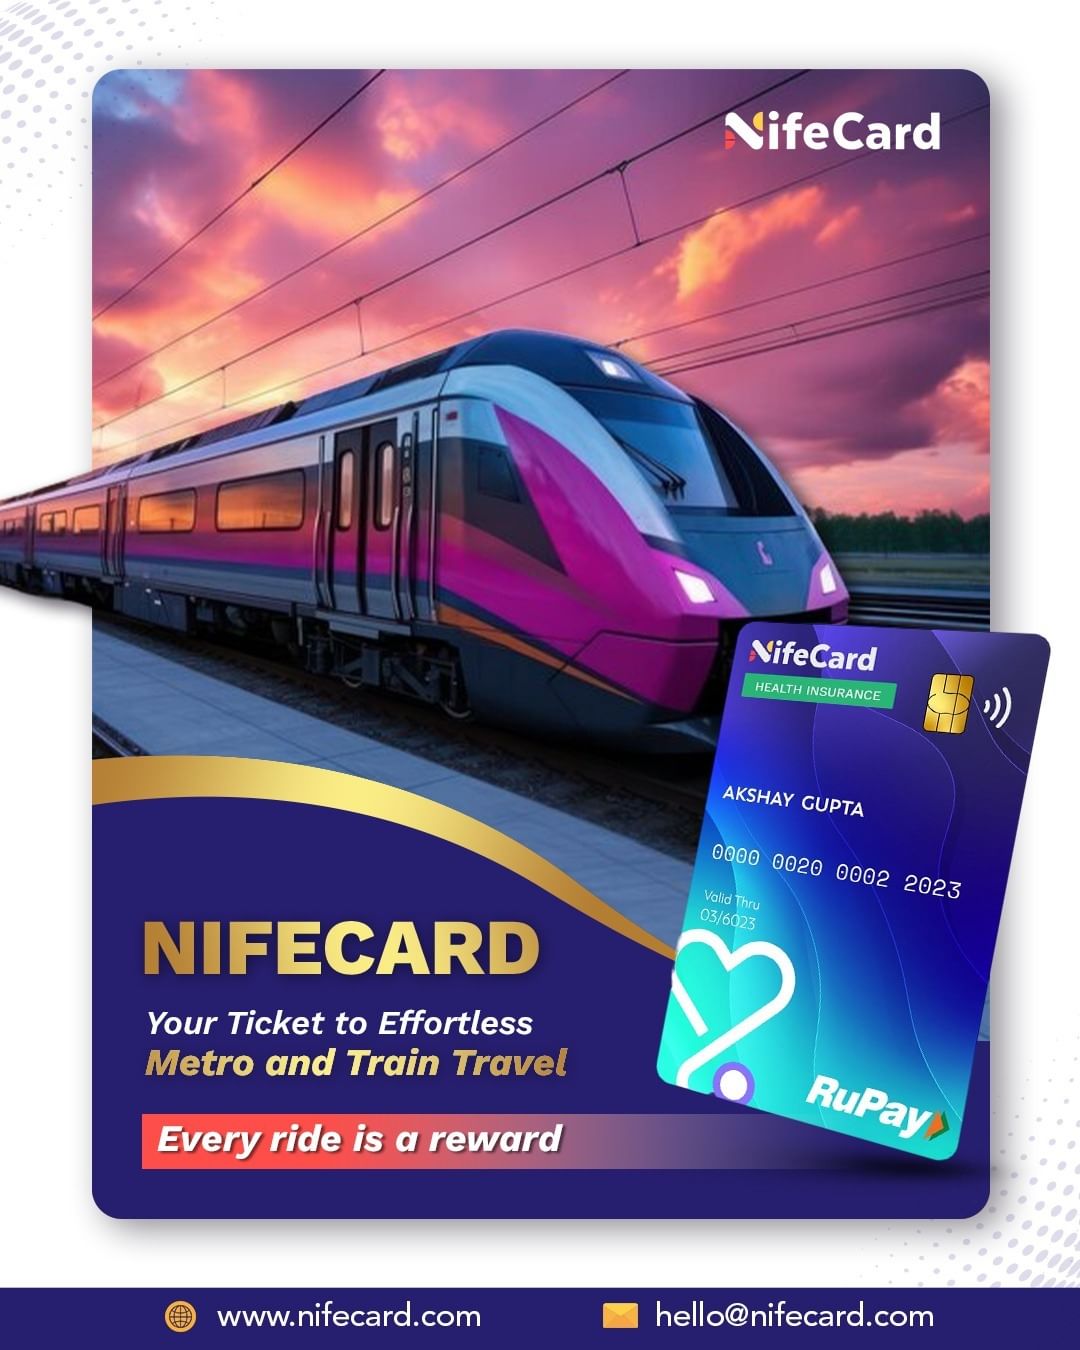 NifeCard
NifeCard
HEALTH INSURANCE
AKSHAY GUPTA
0000 0020 0002 2023
Valid Thru
03/6023
RuPay
NIFECARD
Your Ticket to Effortless
Metro and Train Travel
Every ride is a reward
www.nifecard.com
hello@nifecard.com